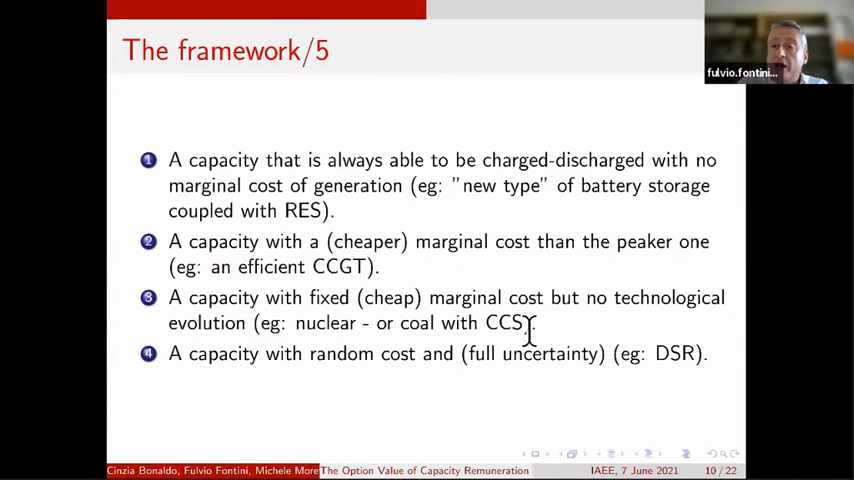 The framework/5
fulvio.fontini...
1 A capacity that is always able to be charged-discharged with no
marginal cost of generation (eg: "new type" of battery storage
coupled with RES).
2 A capacity with a (cheaper) marginal cost than the peaker one
(eg: an efficient CCGT).
3 A capacity with fixed (cheap) marginal cost but no technological
evolution (eg: nuclear - or coal with CCS).
4 A capacity with random cost and (full uncertainty) (eg: DSR).
Cinzia Bonaldo, Fulvio Fontini, Michele More The Option Value of Capacity Remuneration IAEE, 7 June 2021 10 / 22